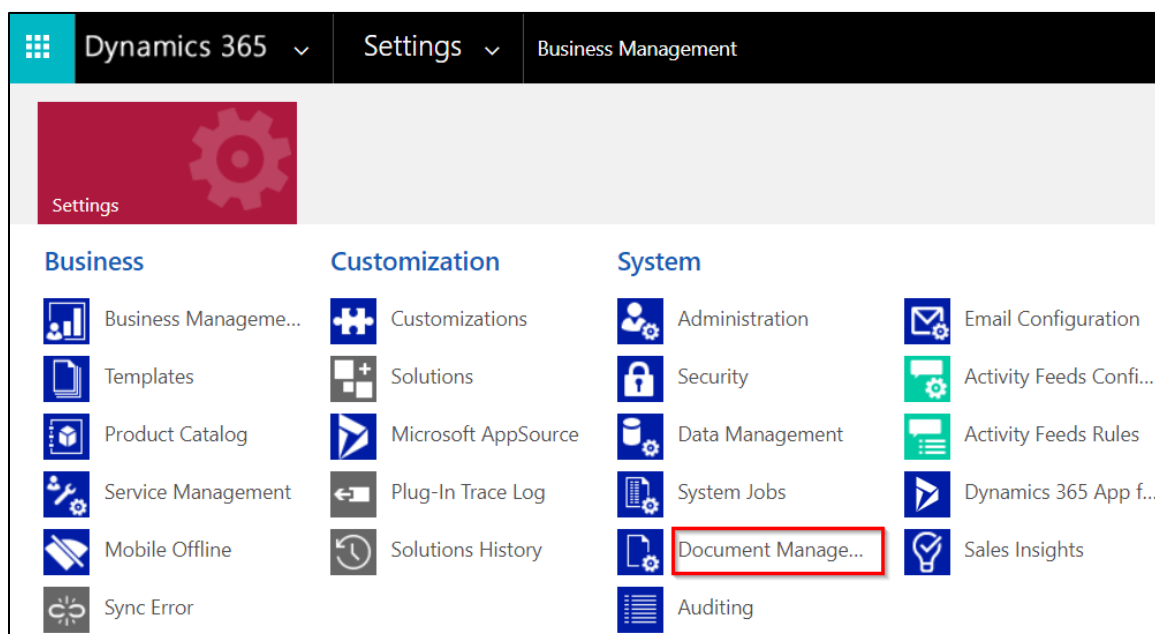 Dynamics 365
Settings
Business Management
Settings
Business
Customization
System
Business Manageme...
Customizations
Administration
Email Configuration
Templates
Solutions
Security
Activity Feeds Confi...
Product Catalog
Microsoft AppSource
Data Management
Activity Feeds Rules
Service Management
Plug-In Trace Log
System Jobs
Dynamics 365 App f...
Mobile Offline
Solutions History
Document Manage...
Sales Insights
Sync Error
Auditing